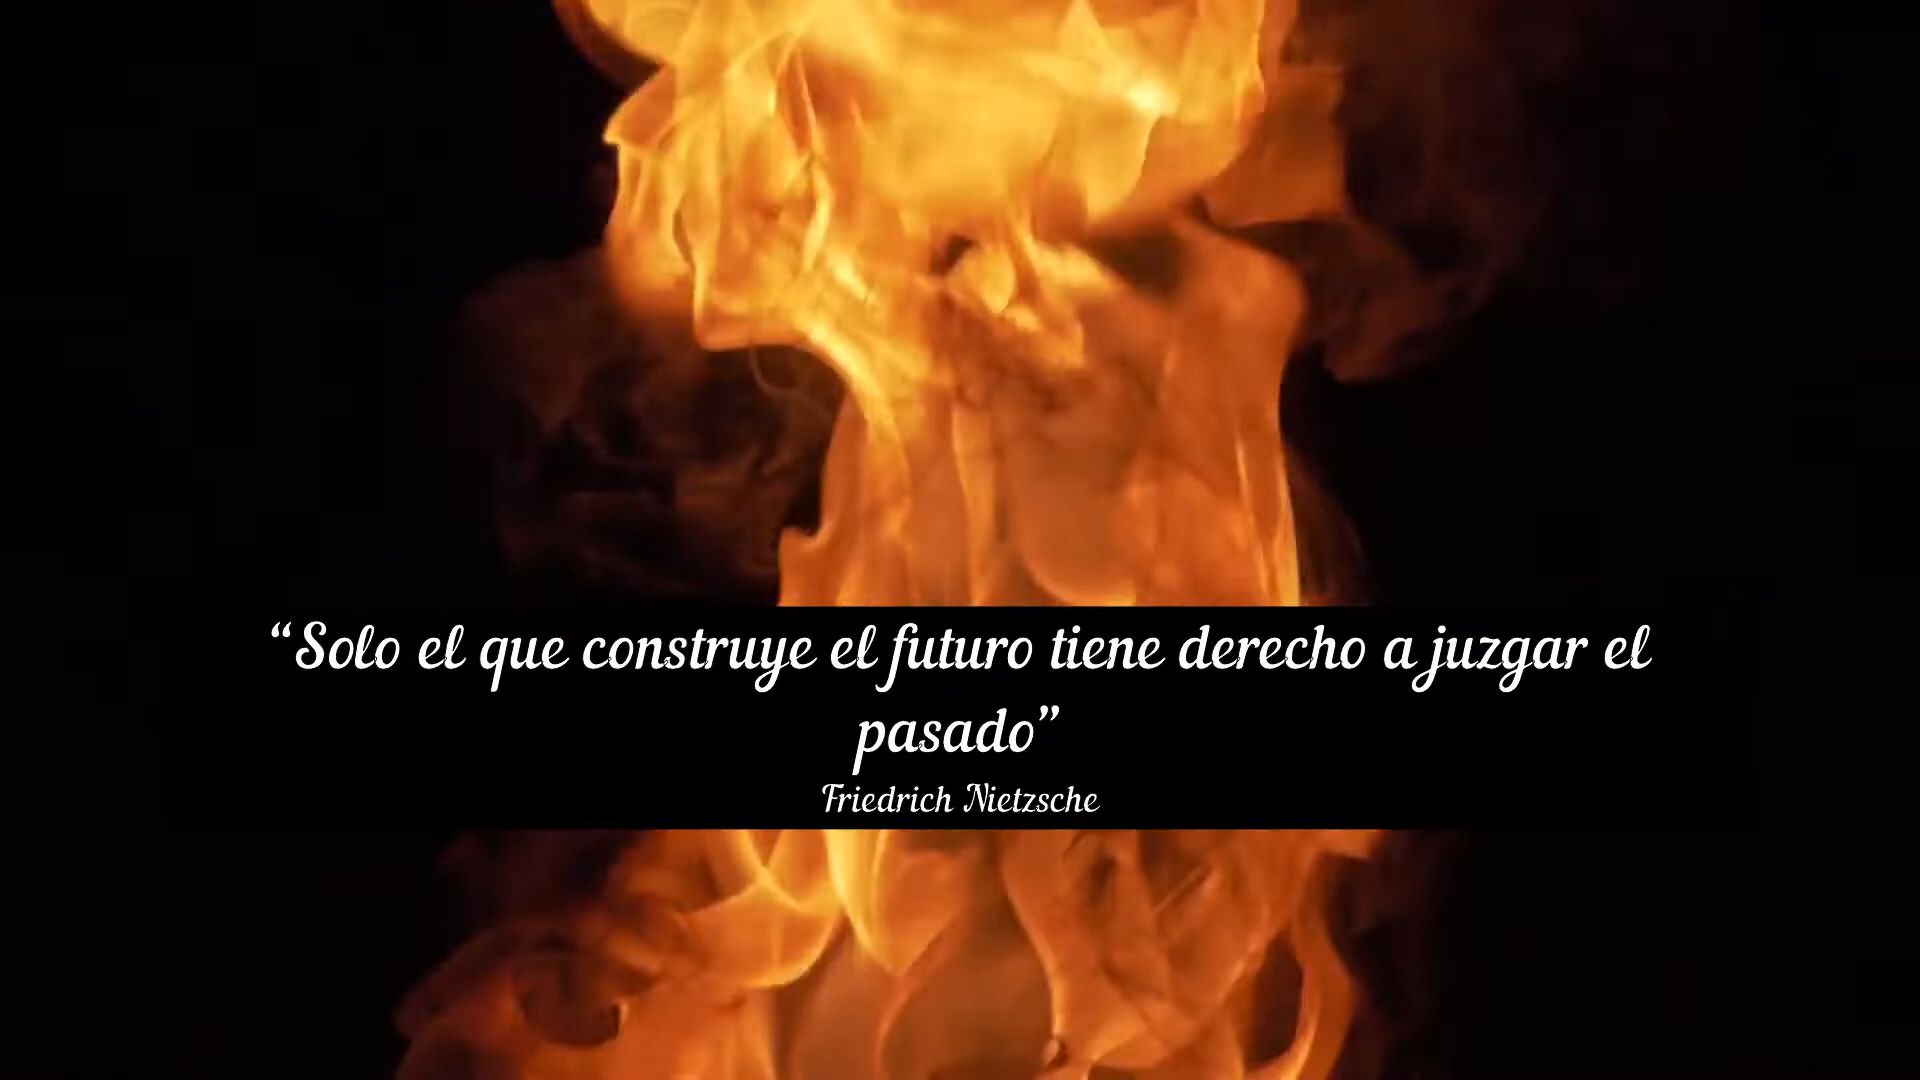 “Solo el que construye el futuro tiene derecho a juzgar el
pasado”
Friedrich Nietzsche